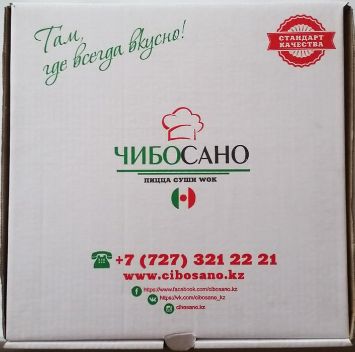 Там,
где всегда вкусно!
СТАНДАРТ
КАЧЕСТВА
ЧИБОСАНО
ПИЦЦА СУШИ WOK
+7 (727) 321 22 21
www.cibosano.kz
https://www.facebook.com/cibosano.kz
https://vk.com/cibosano_kz
cibosano.kz